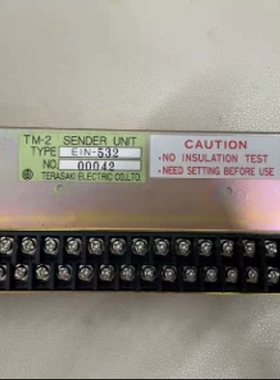 TM-2 SENDER UNIT
TYPE EIN-532
NO. 00042
TERASAKI ELECTRIC CO.,LTD.
CAUTION
•NO INSULATION TEST
•NEED SETTING BEFORE USE